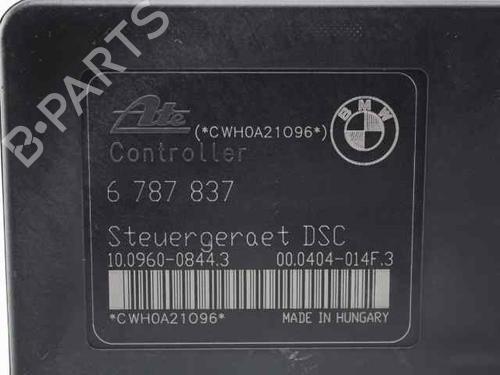 B-PARTS
Ate
(*CWH0A21096*)
BMW
Controller
6 787 837
Steuergeraet DSC
10.0960-0844.3 00.0404-014F.3
*CWH0A21096* MADE IN HUNGARY